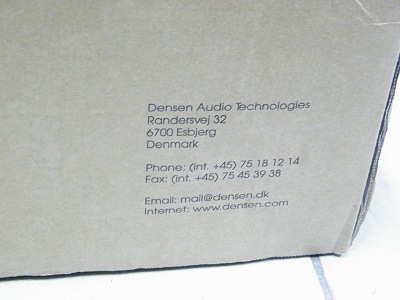 Densen Audio Technologies
Randersvej 32
6700 Esbjerg
Denmark
Phone: (int. +45) 75 18 12 14
Fax: (int. +45) 75 45 39 38
Email: mail@densen.dk
Internet: www.densen.com